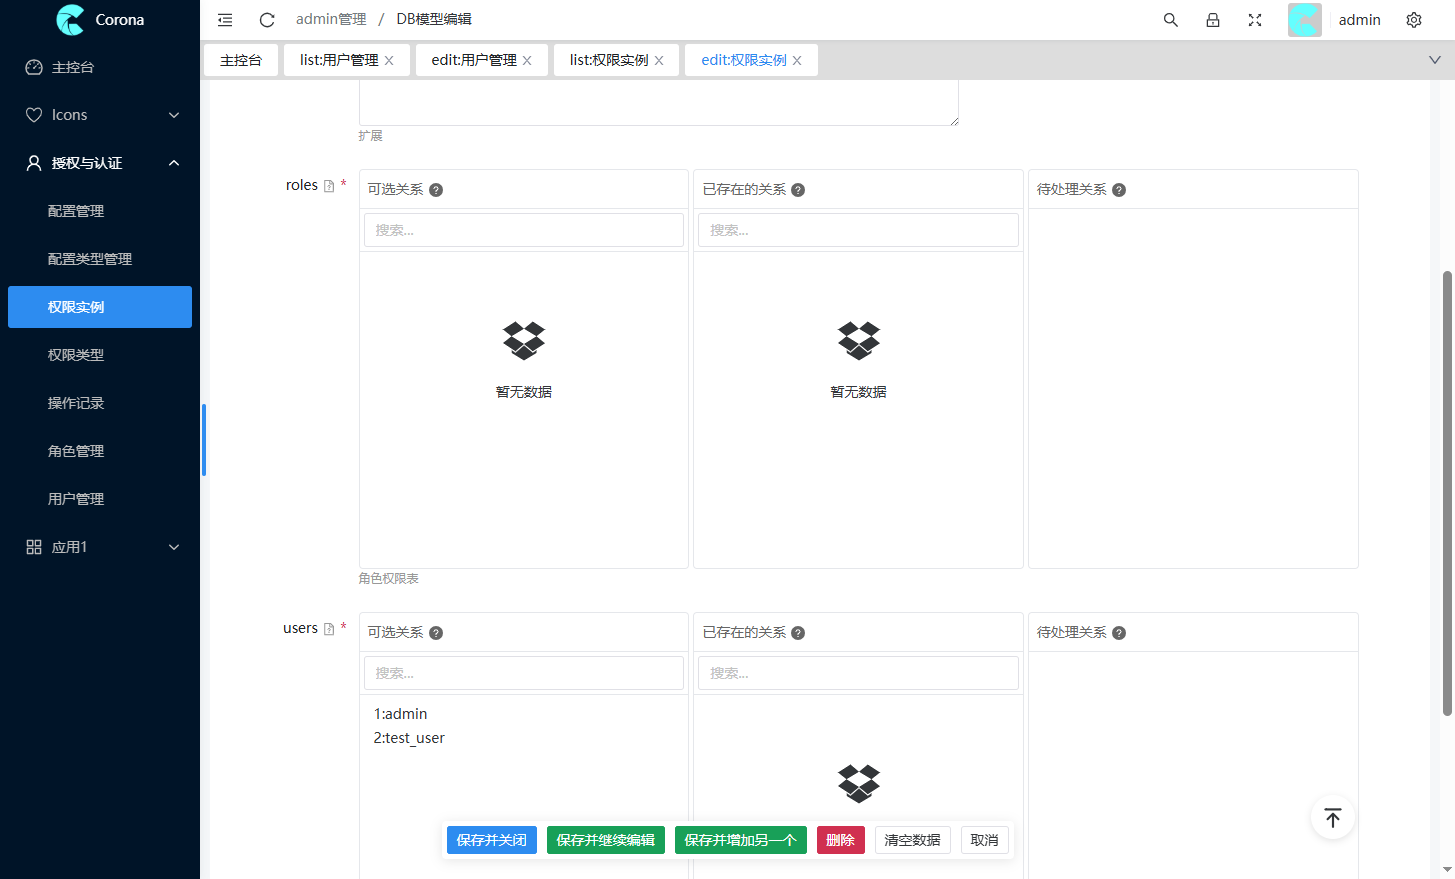 Corona
主控台
Icons
授权与认证
配置管理
配置类型管理
权限实例
权限类型
操作记录
角色管理
用户管理
应用1
admin管理 / DB模型编辑
admin
主控台
list:用户管理
edit:用户管理
list:权限实例
edit:权限实例
扩展
roles *
可选关系
已存在的关系
待处理关系
搜索...
搜索...
暂无数据
暂无数据
角色权限表
users *
可选关系
已存在的关系
待处理关系
搜索...
搜索...
1:admin
2:test_user
保存并关闭
保存并继续编辑
保存并增加另一个
删除
清空数据
取消